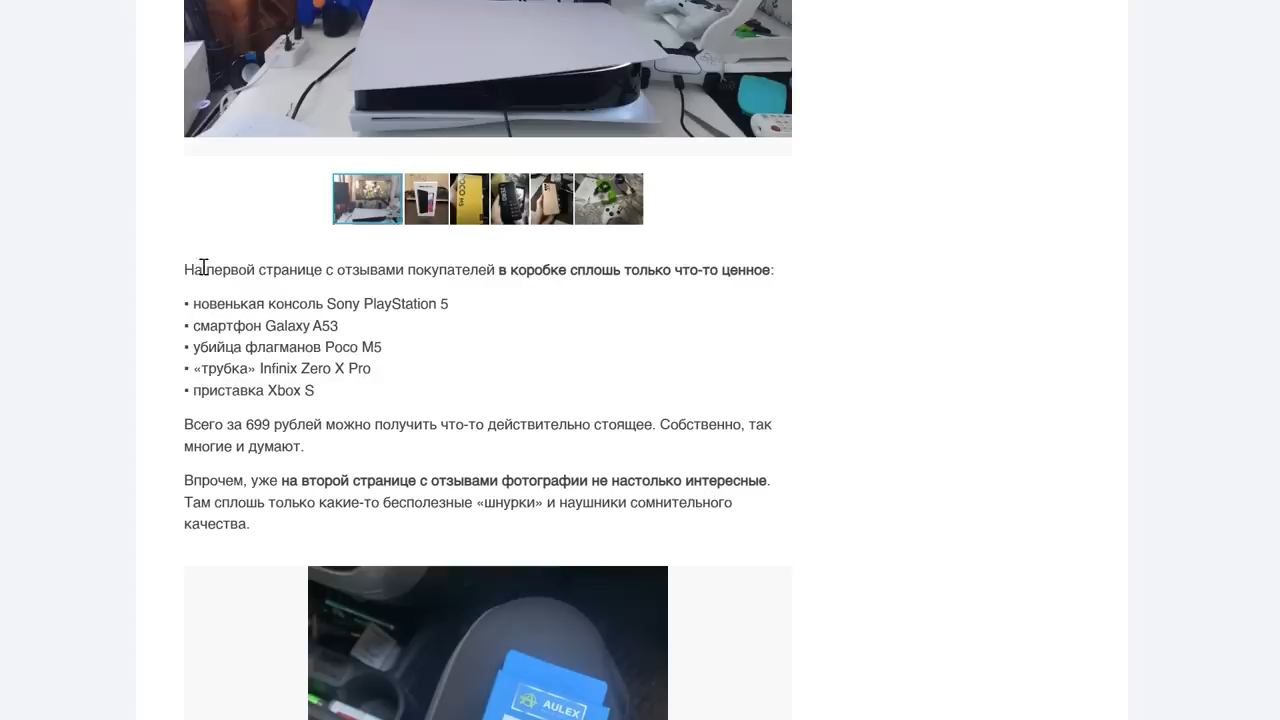 POCO M5
На первой странице с отзывами покупателей в коробке сплошь только что-то ценное:
▪ новенькая консоль Sony PlayStation 5
▪ смартфон Galaxy A53
▪ убийца флагманов Poco M5
▪ «трубка» Infinix Zero X Pro
▪ приставка Xbox S
Всего за 699 рублей можно получить что-то действительно стоящее. Собственно, так
многие и думают.
Впрочем, уже на второй странице с отзывами фотографии не настолько интересные.
Там сплошь только какие-то бесполезные «шнурки» и наушники сомнительного
качества.
AULEX